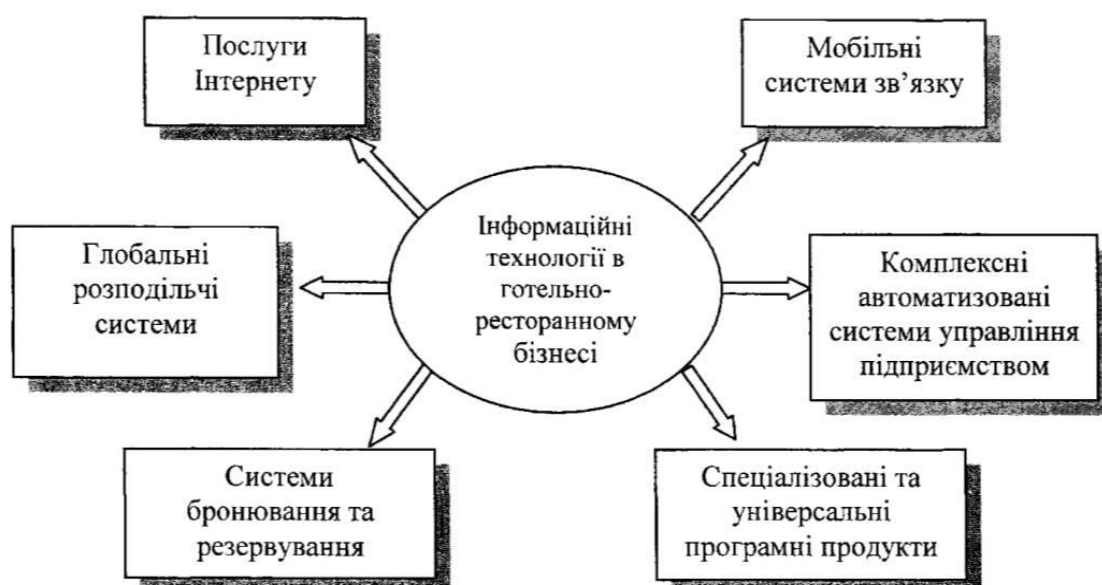 Послуги
Інтернету
Мобільні
системи зв’язку
Інформаційні
технології в
готельно-
ресторанному
бізнесі
Глобальні
розподільчі
системи
Комплексні
автоматизовані
системи управління
підприємством
Системи
бронювання та
резервування
Спеціалізовані та
універсальні
програмні продукти